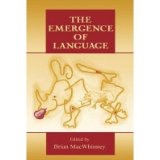 THE
EMERGENCE OF
LANGUAGE
Edited by
Brian MacWhinney